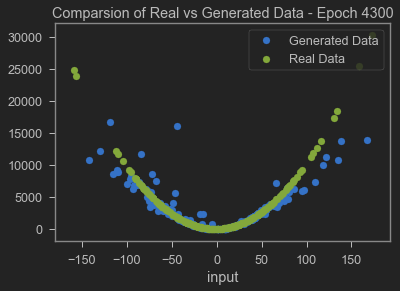 Comparsion of Real vs Generated Data - Epoch 4300
Generated Data
Real Data
30000
25000
20000
15000
10000
5000
0
−150 −100 −50 0 50 100 150
input